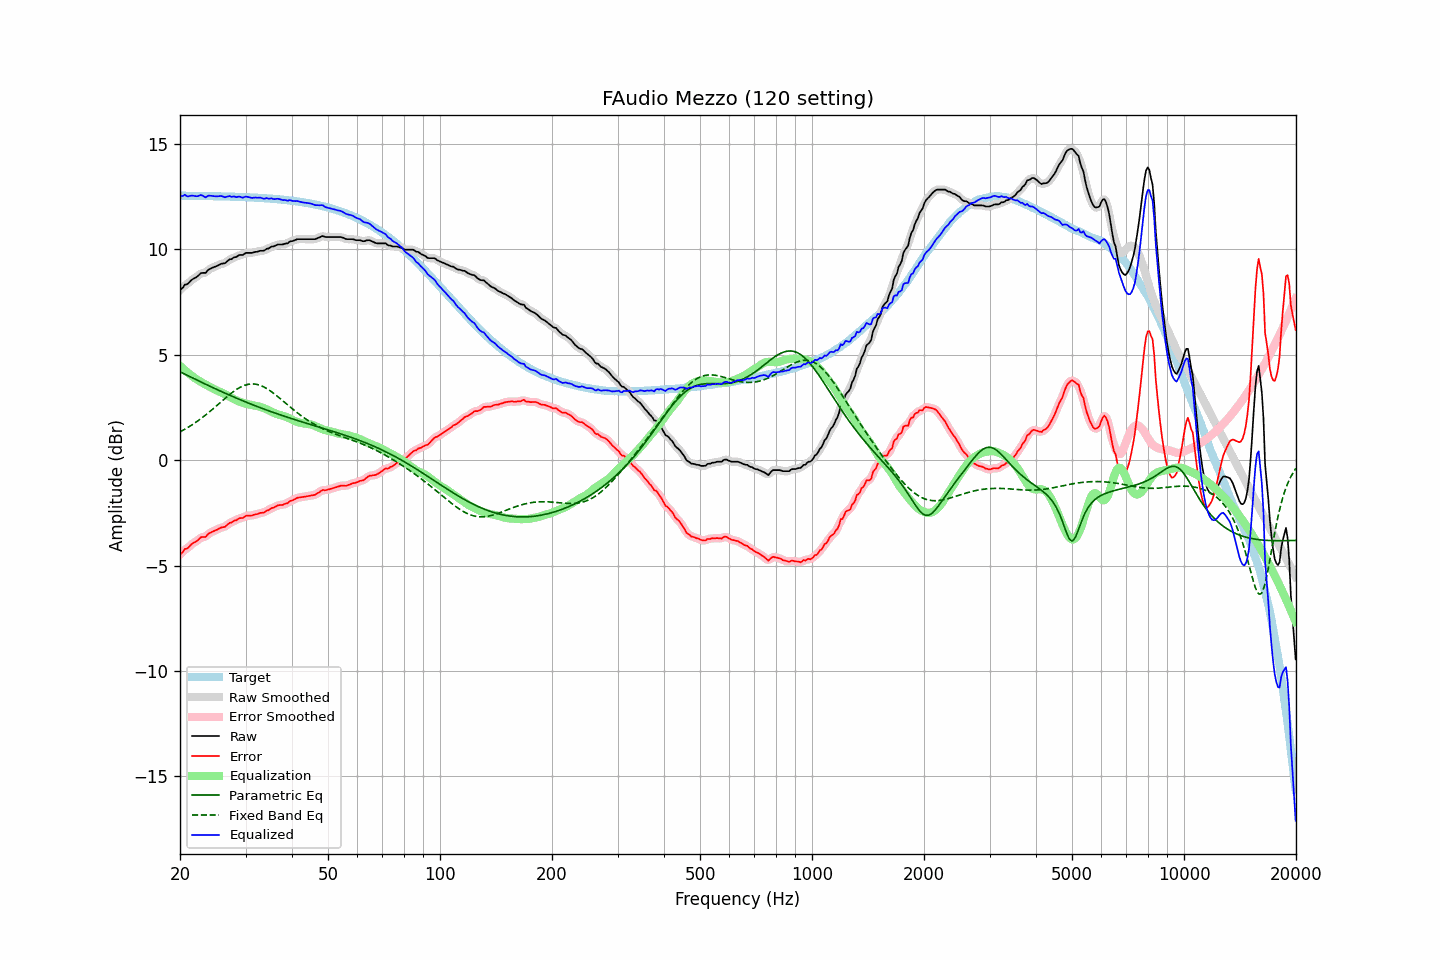 FAudio Mezzo (120 setting)
Amplitude (dBr)
15
10
5
0
−5
−10
−15
Target
Raw Smoothed
Error Smoothed
Raw
Error
Equalization
Parametric Eq
Fixed Band Eq
Equalized
20 50 100 200 500 1000 2000 5000 10000 20000
Frequency (Hz)